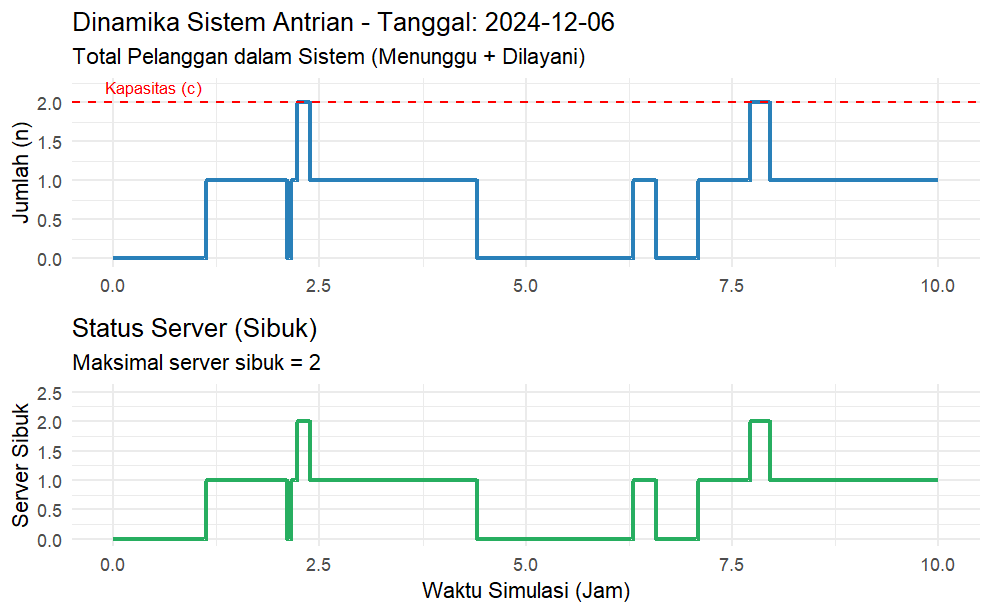 Dinamika Sistem Antrian - Tanggal: 2024-12-06
Total Pelanggan dalam Sistem (Menunggu + Dilayani)
Kapasitas (c)
Jumlah (n)
2.0
1.5
1.0
0.5
0.0
0.0 2.5 5.0 7.5 10.0
Status Server (Sibuk)
Maksimal server sibuk = 2
Server Sibuk
2.5
2.0
1.5
1.0
0.5
0.0
0.0 2.5 5.0 7.5 10.0
Waktu Simulasi (Jam)